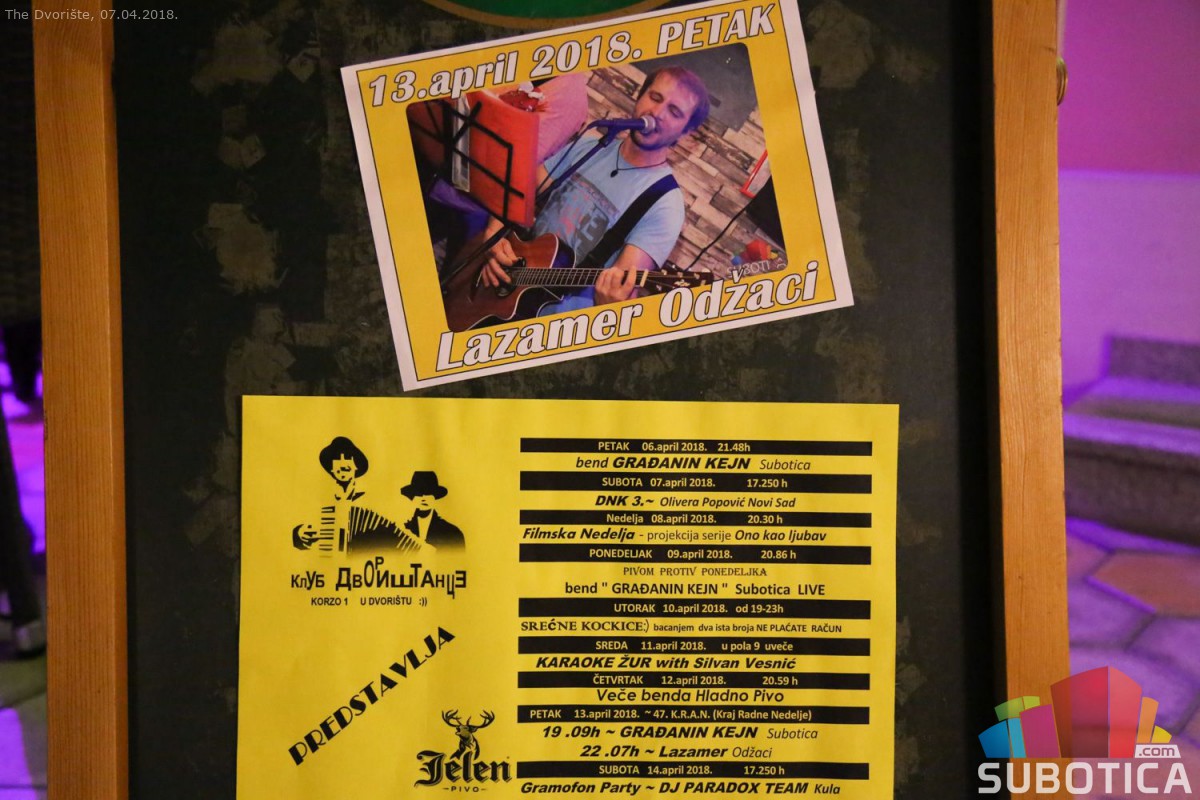 The Dvorište, 07.04.2018.
13.april 2018. PETAK
Lazamer Odžaci
КлУБ ДвОРишТАНцЕ
KORZO 1 U DVORIŠTU :))
PREDSTAVLJA
Jelen
PIVO
PETAK 06.april 2018. 21.48h
bend GRAĐANIN KEJN Subotica
SUBOTA 07.april 2018. 17.250 h
DNK 3.~ Olivera Popović Novi Sad
Nedelja 08.april 2018. 20.30 h
Filmska Nedelja - projekcija serije Ono kao ljubav
PONEDELJAK 09.april 2018. 20.86 h
PIVOM PROTIV PONEDELJKA
bend " GRAĐANIN KEJN " Subotica LIVE
UTORAK 10.april 2018. od 19-23h
SREćNE KOCKICE:) bacanjem dva ista broja NE PLAĆATE RAČUN
SREDA 11.april 2018. u pola 9 uveče
KARAOKE ŽUR with Silvan Vesnić
ČETVRTAK 12.april 2018. 20.59 h
Veče benda Hladno Pivo
PETAK 13.april 2018. ~ 47. K.R.A.N. (Kraj Radne Nedelje)
19 .09h ~ GRAĐANIN KEJN Subotica
22 .07h ~ Lazamer Odžaci
SUBOTA 14.april 2018. 17.250 h
Gramofon Party ~ DJ PARADOX TEAM Kula
.com
SUBOTICA